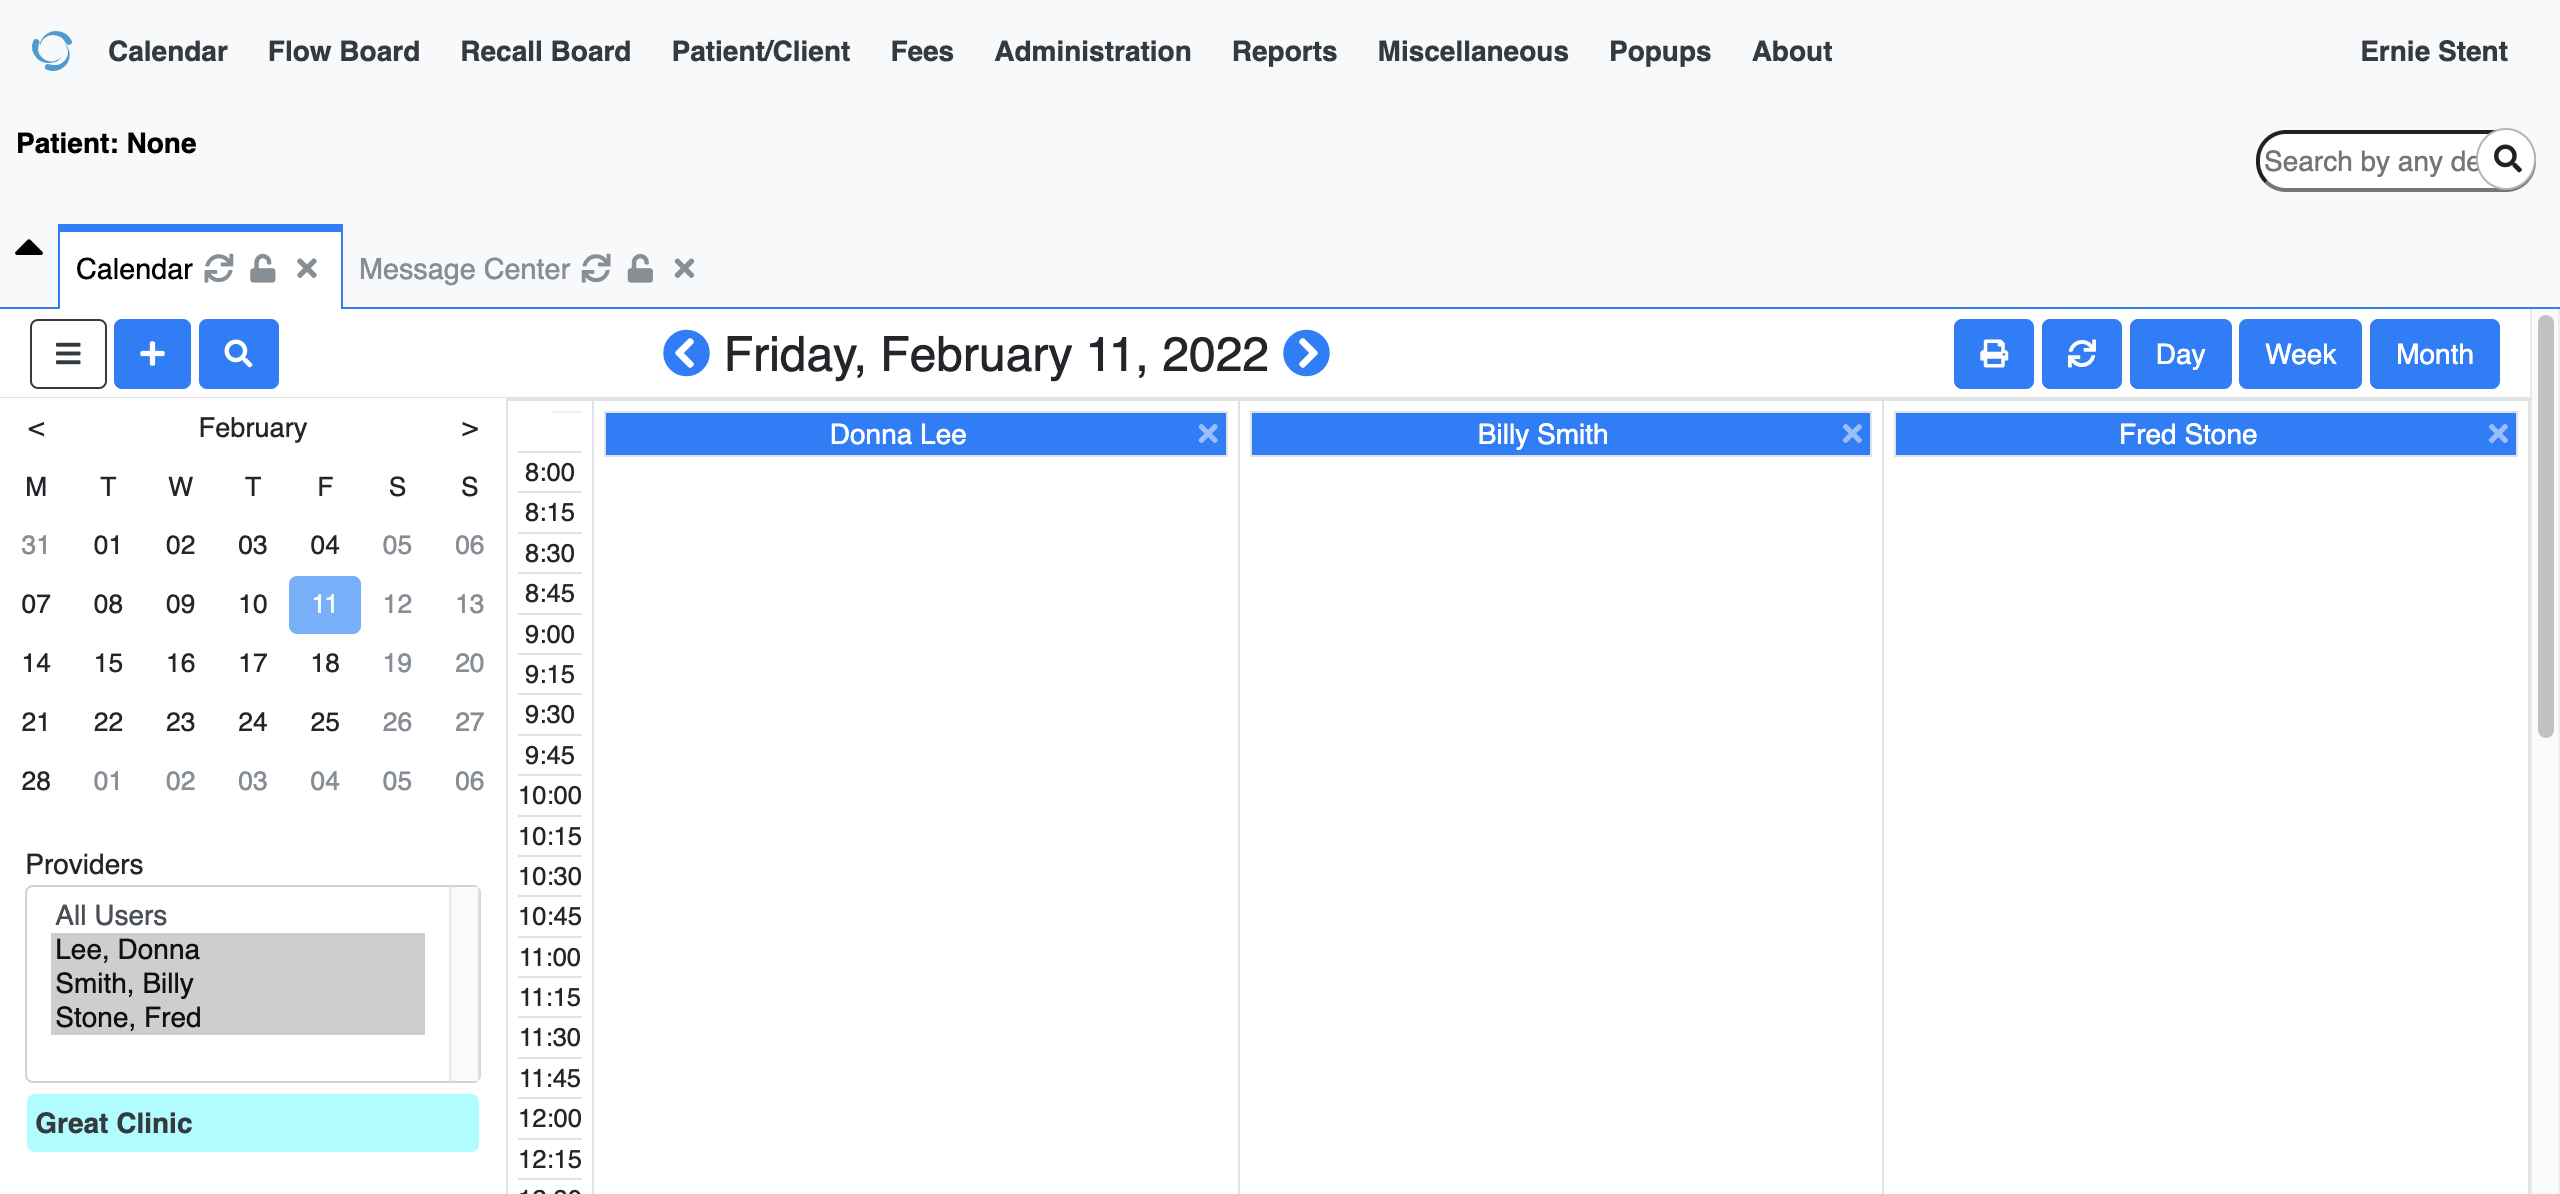 Calendar Flow Board Recall Board Patient/Client Fees Administration Reports Miscellaneous Popups About Ernie Stent
Patient: None
Search by any de
Calendar Message Center
Friday, February 11, 2022
Day Week Month
< February >
M T W T F S S
31 01 02 03 04 05 06
07 08 09 10 11 12 13
14 15 16 17 18 19 20
21 22 23 24 25 26 27
28 01 02 03 04 05 06
Providers
All Users
Lee, Donna
Smith, Billy
Stone, Fred
Great Clinic
Donna Lee Billy Smith Fred Stone
8:00
8:15
8:30
8:45
9:00
9:15
9:30
9:45
10:00
10:15
10:30
10:45
11:00
11:15
11:30
11:45
12:00
12:15